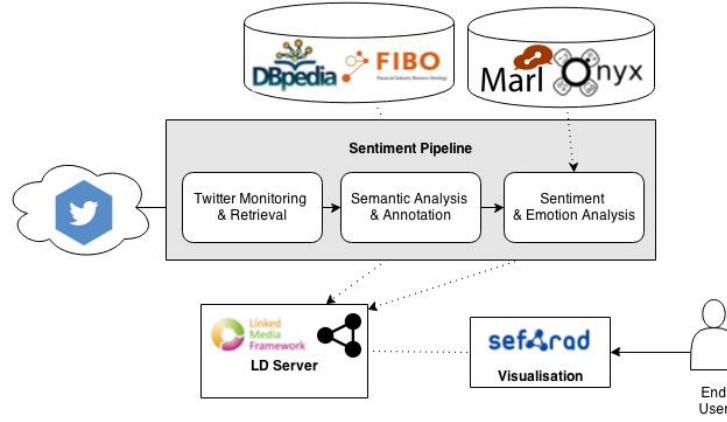 DBpedia
FIBO
Financial Industry Business Ontology
Marl
Onyx
Sentiment Pipeline
Twitter Monitoring
& Retrieval
Semantic Analysis
& Annotation
Sentiment
& Emotion Analysis
Linked
Media
Framework
LD Server
sefarad
Visualisation
End
User